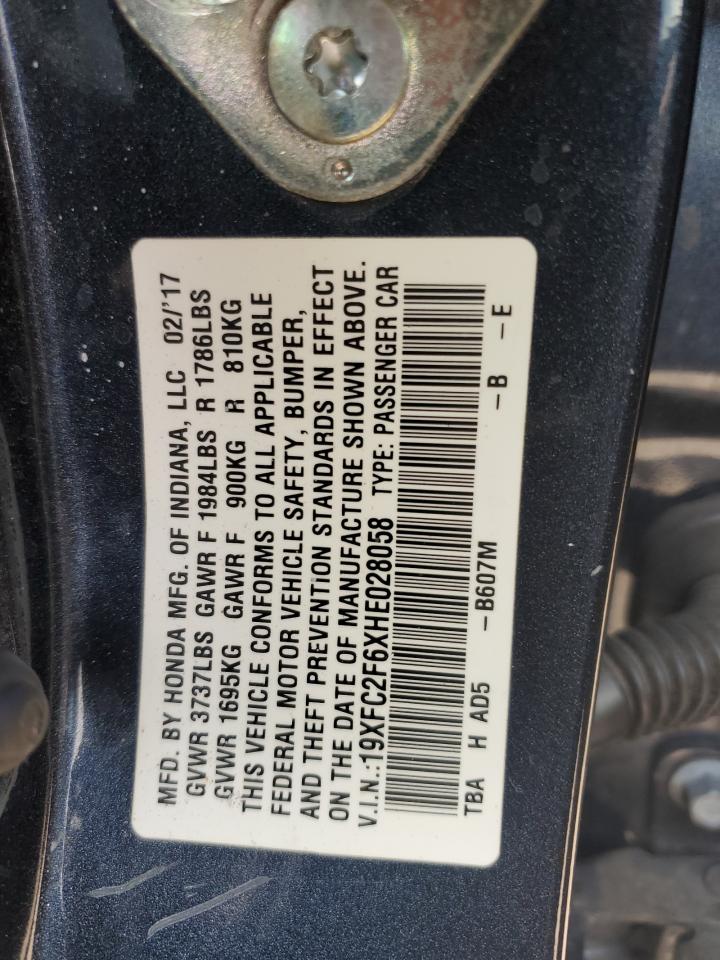 MFD. BY HONDA MFG. OF INDIANA, LLC 02/'17
GVWR 3737LBS GAWR F 1984LBS R 1786LBS
GVWR 1695KG GAWR F 900KG R 810KG
THIS VEHICLE CONFORMS TO ALL APPLICABLE
FEDERAL MOTOR VEHICLE SAFETY, BUMPER,
AND THEFT PREVENTION STANDARDS IN EFFECT
ON THE DATE OF MANUFACTURE SHOWN ABOVE.
V.I.N.:19XFC2F6XHE028058 TYPE: PASSENGER CAR
TBA H AD5 –B607M –B –E